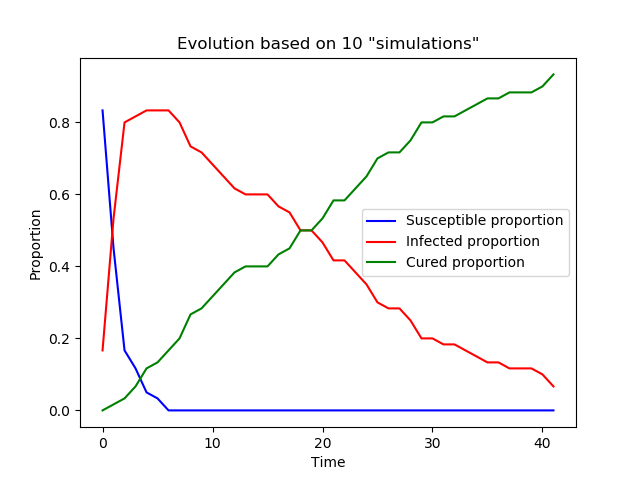 Evolution based on 10 "simulations"
Proportion
0.8
0.6
0.4
0.2
0.0
Susceptible proportion
Infected proportion
Cured proportion
0
10
20
30
40
Time